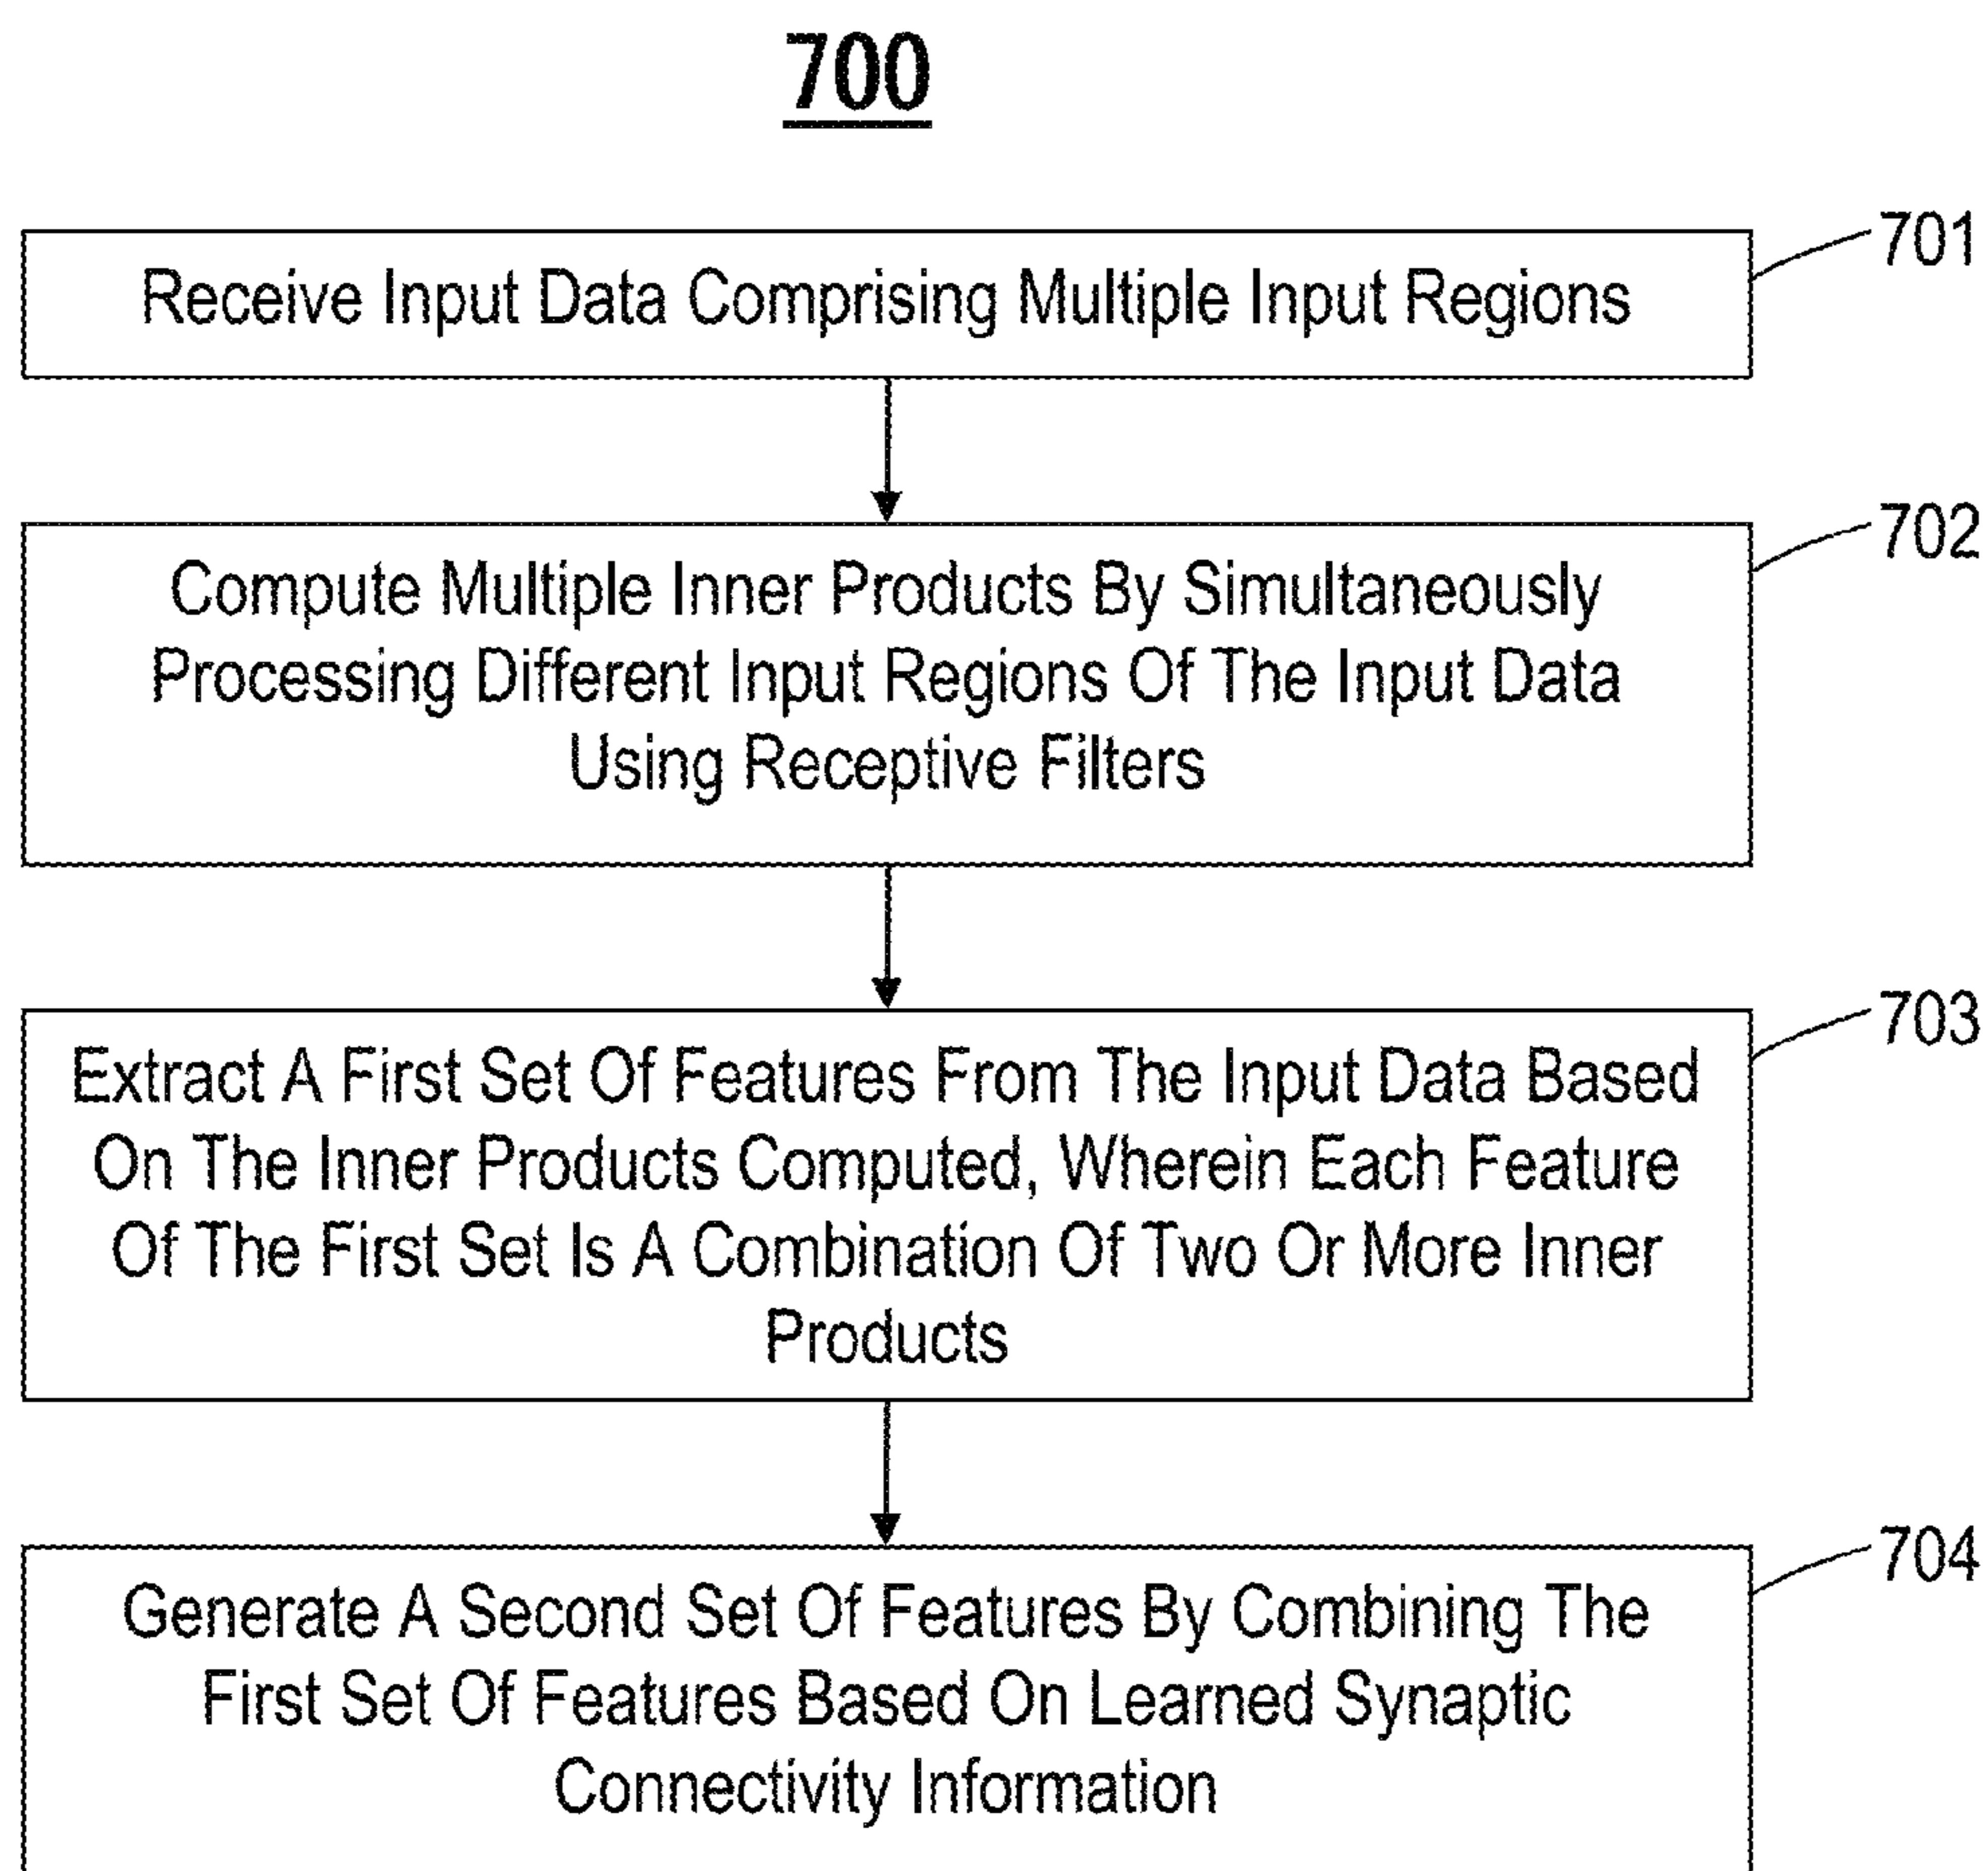 700
701
Receive Input Data Comprising Multiple Input Regions
702
Compute Multiple Inner Products By Simultaneously
Processing Different Input Regions Of The Input Data
Using Receptive Filters
703
Extract A First Set Of Features From The Input Data Based
On The Inner Products Computed, Wherein Each Feature
Of The First Set Is A Combination Of Two Or More Inner
Products
704
Generate A Second Set Of Features By Combining The
First Set Of Features Based On Learned Synaptic
Connectivity Information